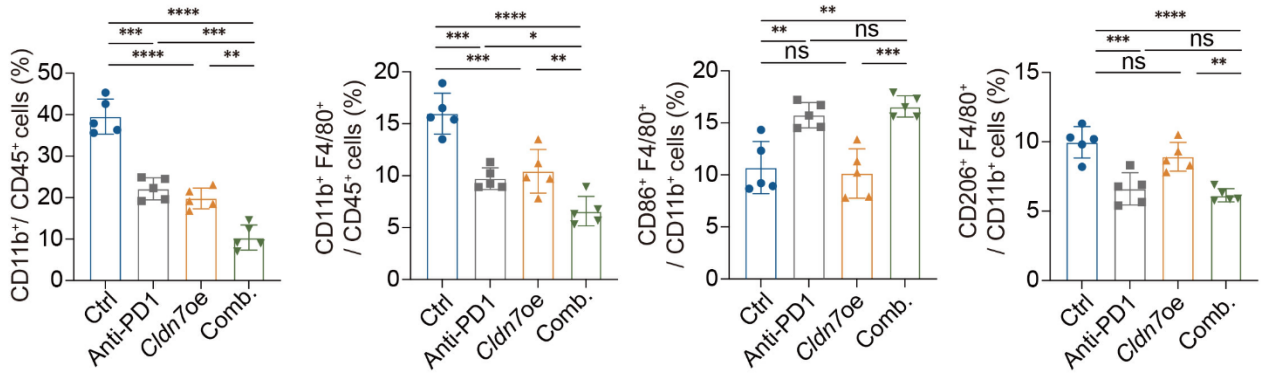 ****
*** ***
**** **
CD11b⁺/ CD45⁺ cells (%)
50
40
30
20
10
0
Ctrl
Anti-PD1
Cldn7oe
Comb.
****
*** *
*** **
CD11b⁺ F4/80⁺
/ CD45⁺ cells (%)
20
15
10
5
0
Ctrl
Anti-PD1
Cldn7oe
Comb.
**
** ns
ns ***
CD86⁺ F4/80⁺
/ CD11b⁺ cells (%)
20
15
10
5
0
Ctrl
Anti-PD1
Cldn7oe
Comb.
****
*** ns
ns **
CD206⁺ F4/80⁺
/ CD11b⁺ cells (%)
15
10
5
0
Ctrl
Anti-PD1
Cldn7oe
Comb.